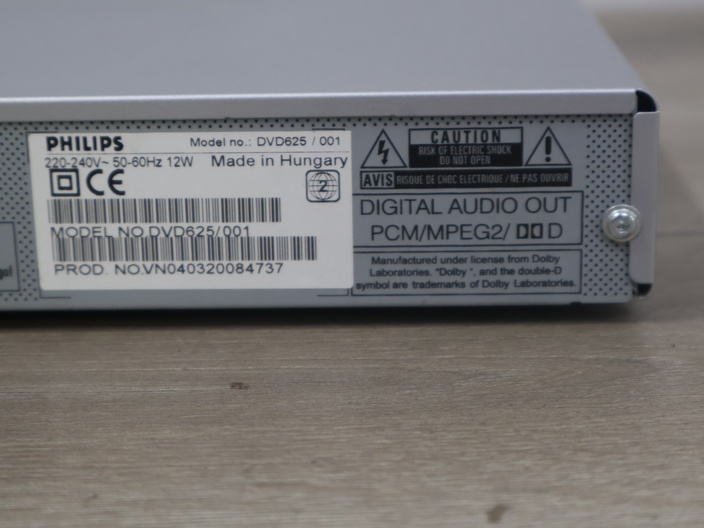 PHILIPS Model no.: DVD625 / 001
220-240V~ 50-60Hz 12W Made in Hungary
CE 2
MODEL NO.DVD625/001
PROD. NO.VN040320084737
CAUTION
RISK OF ELECTRIC SHOCK
DO NOT OPEN
AVIS RISQUE DE CHOC ELECTRIQUE / NE PAS OUVRIR
DIGITAL AUDIO OUT
PCM/MPEG2/ D
Manufactured under license from Dolby
Laboratories. "Dolby", and the double-D
symbol are trademarks of Dolby Laboratories.